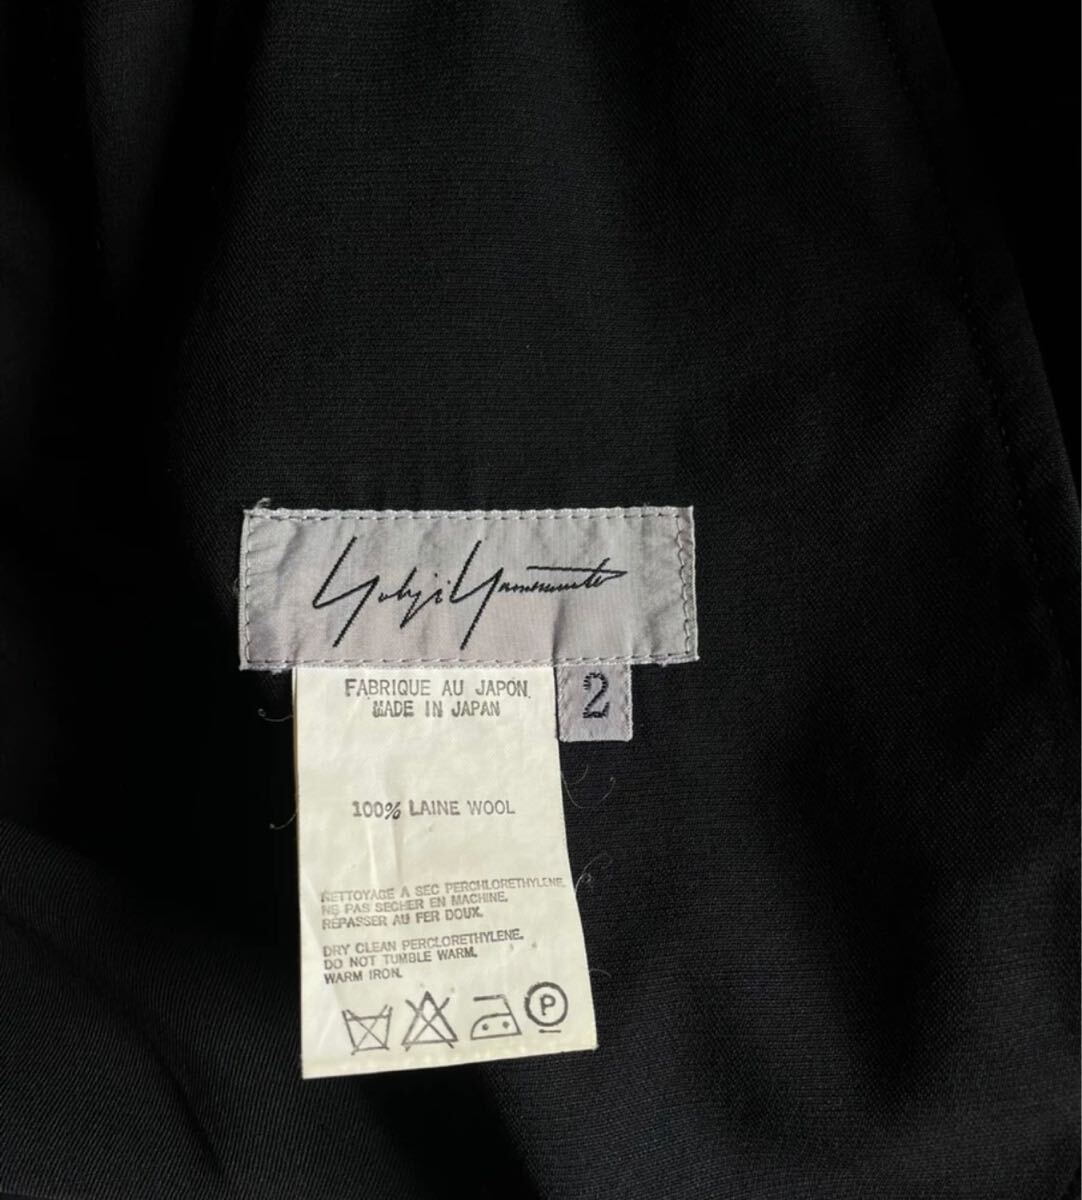 Yohji Yamamoto
2
FABRIQUE AU JAPON.
MADE IN JAPAN
100% LAINE WOOL
NETTOYAGE A SEC PERCHLORETHYLENE.
NE PAS SECHER EN MACHINE.
RÉPASSER AU FER DOUX.
DRY CLEAN PERCLORETHYLENE.
DO NOT TUMBLE WARM.
WARM IRON.
P